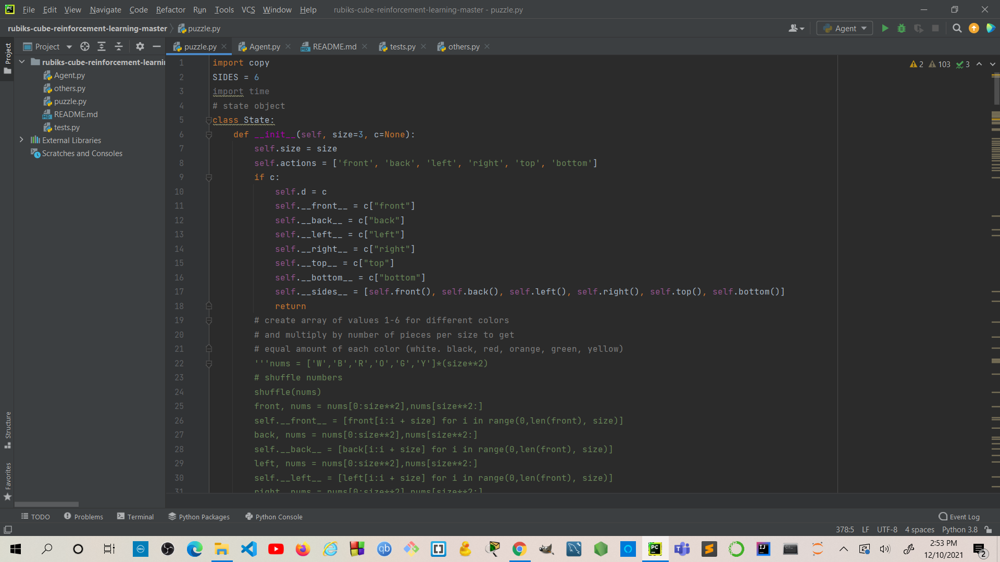 File Edit View Navigate Code Refactor Run Tools VCS Window Help rubiks-cube-reinforcement-learning-master - puzzle.py
rubiks-cube-reinforcement-learning-master puzzle.py Agent
Project puzzle.py Agent.py README.md tests.py others.py
Project
rubiks-cube-reinforcement-learni
Agent.py
others.py
puzzle.py
README.md
tests.py
External Libraries
Scratches and Consoles
2 103 3
1 import copy
2 SIDES = 6
3 import time
4 # state object
5 class State:
6 def __init__(self, size=3, c=None):
7 self.size = size
8 self.actions = ['front', 'back', 'left', 'right', 'top', 'bottom']
9 if c:
10 self.d = c
11 self.__front__ = c["front"]
12 self.__back__ = c["back"]
13 self.__left__ = c["left"]
14 self.__right__ = c["right"]
15 self.__top__ = c["top"]
16 self.__bottom__ = c["bottom"]
17 self.__sides__ = [self.front(), self.back(), self.left(), self.right(), self.top(), self.bottom()]
18 return
19 # create array of values 1-6 for different colors
20 # and multiply by number of pieces per size to get
21 # equal amount of each color (white. black, red, orange, green, yellow)
22 '''nums = ['W','B','R','O','G','Y']*(size**2)
23 # shuffle numbers
24 shuffle(nums)
25 front, nums = nums[0:size**2],nums[size**2:]
26 self.__front__ = [front[i:i + size] for i in range(0,len(front), size)]
27 back, nums = nums[0:size**2],nums[size**2:]
28 self.__back__ = [back[i:i + size] for i in range(0,len(front), size)]
29 left, nums = nums[0:size**2],nums[size**2:]
30 self.__left__ = [left[i:i + size] for i in range(0,len(front), size)]
31 right, nums = nums[0:size**2],nums[size**2:]
Structure
Favorites
TODO Problems Terminal Python Packages Python Console Event Log
378:5 LF UTF-8 4 spaces Python 3.8
2:53 PM
12/10/2021
2